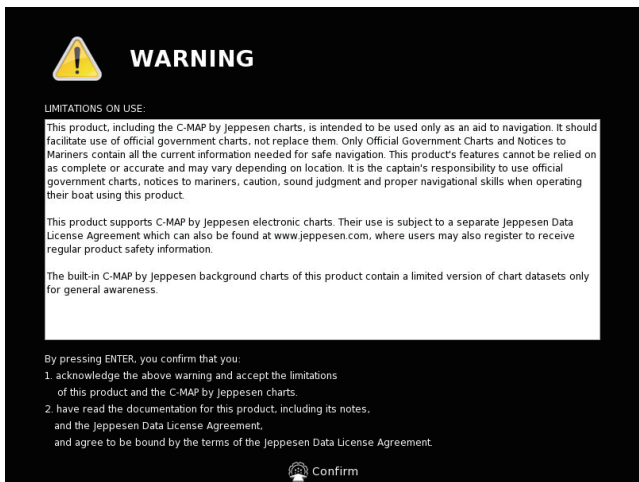 WARNING
LIMITATIONS ON USE:
This product, including the C-MAP by Jeppesen charts, is intended to be used only as an aid to navigation. It should
facilitate use of official government charts, not replace them. Only Official Government Charts and Notices to
Mariners contain all the current information needed for safe navigation. This product's features cannot be relied on
as complete or accurate and may vary depending on location. It is the captain's responsibility to use official
government charts, notices to mariners, caution, sound judgment and proper navigational skills when operating
their boat using this product.
This product supports C-MAP by Jeppesen electronic charts. Their use is subject to a separate Jeppesen Data
License Agreement which can also be found at www.jeppesen.com, where users may also register to receive
regular product safety information.
The built-in C-MAP by Jeppesen background charts of this product contain a limited version of chart datasets only
for general awareness.
By pressing ENTER, you confirm that you:
1. acknowledge the above warning and accept the limitations
of this product and the C-MAP by Jeppesen charts.
2. have read the documentation for this product, including its notes,
and the Jeppesen Data License Agreement,
and agree to be bound by the terms of the Jeppesen Data License Agreement.
Confirm